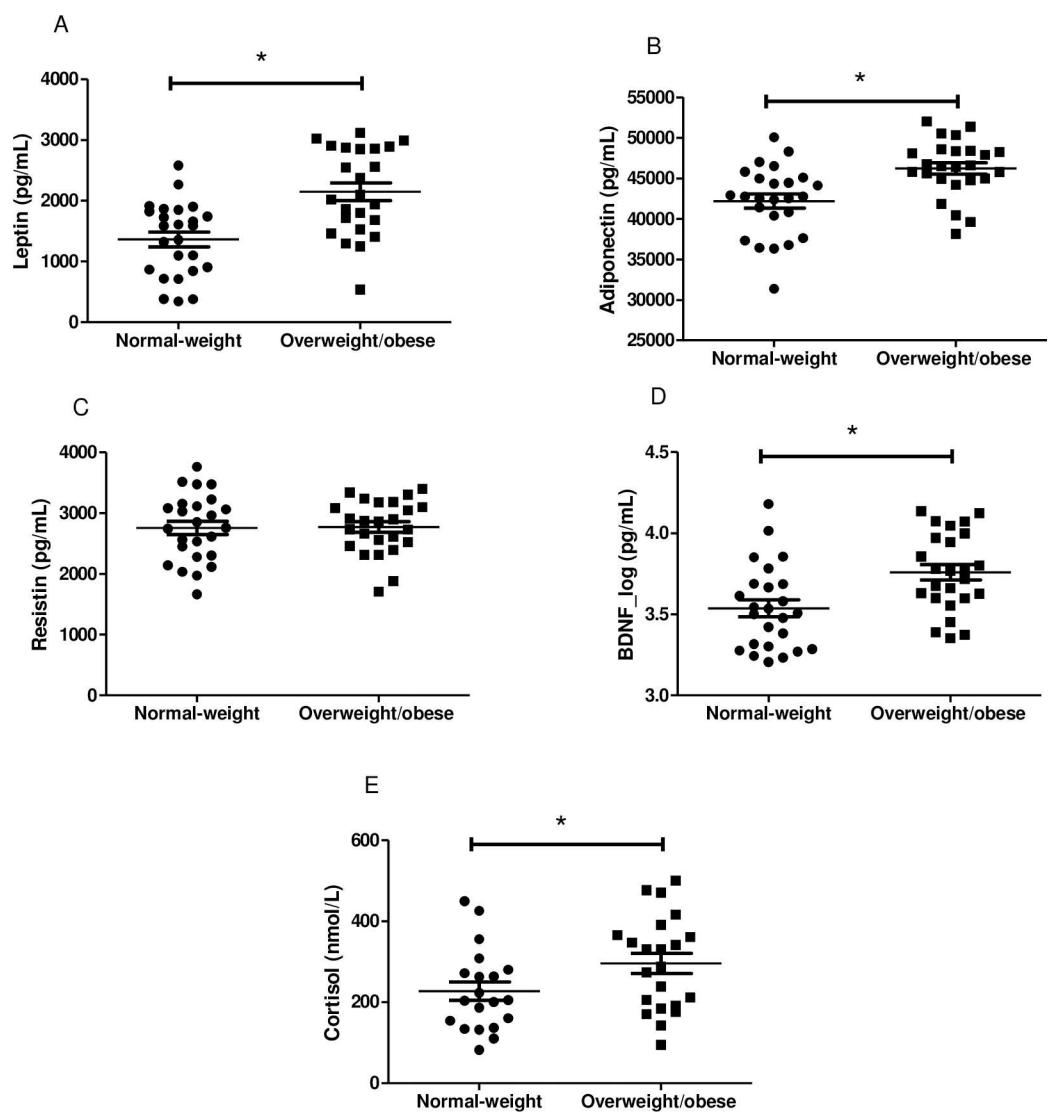 A
*
Leptin (pg/mL)
4000
3000
2000
1000
0
Normal-weight Overweight/obese
B
*
Adiponectin (pg/mL)
55000
50000
45000
40000
35000
30000
25000
Normal-weight Overweight/obese
C
Resistin (pg/mL)
4000
3000
2000
1000
0
Normal-weight Overweight/obese
D
*
BDNF_log (pg/mL)
4.5
4.0
3.5
3.0
Normal-weight Overweight/obese
E
*
Cortisol (nmol/L)
600
400
200
0
Normal-weight Overweight/obese